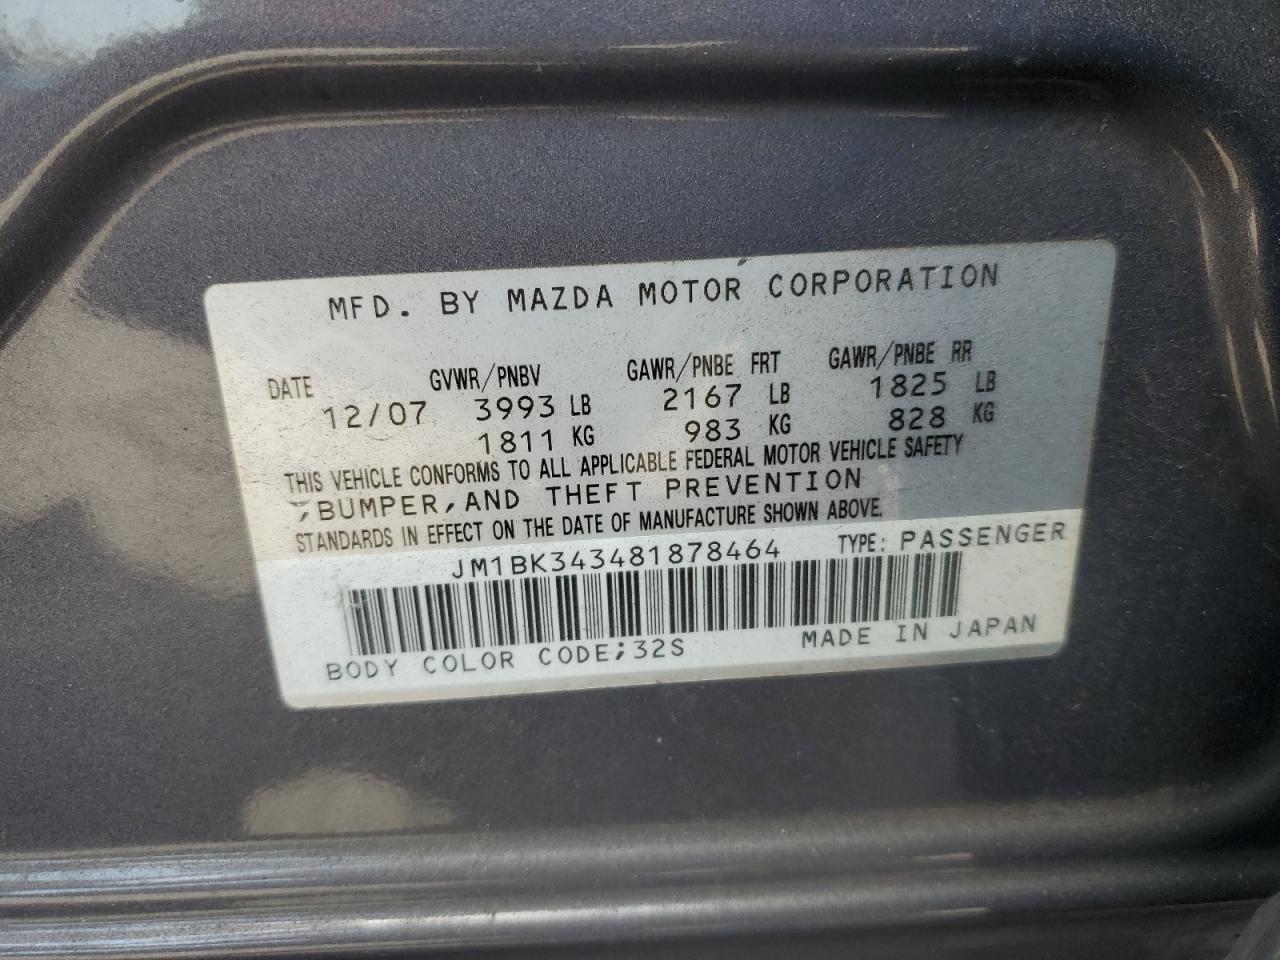 MFD. BY MAZDA MOTOR CORPORATION
DATE GVWR/PNBV GAWR/PNBE FRT GAWR/PNBE RR
12/07 3993 LB 2167 LB 1825 LB
1811 KG 983 KG 828 KG
THIS VEHICLE CONFORMS TO ALL APPLICABLE FEDERAL MOTOR VEHICLE SAFETY
,BUMPER,AND THEFT PREVENTION
STANDARDS IN EFFECT ON THE DATE OF MANUFACTURE SHOWN ABOVE.
JM1BK343481878464 TYPE: PASSENGER
BODY COLOR CODE;32S MADE IN JAPAN